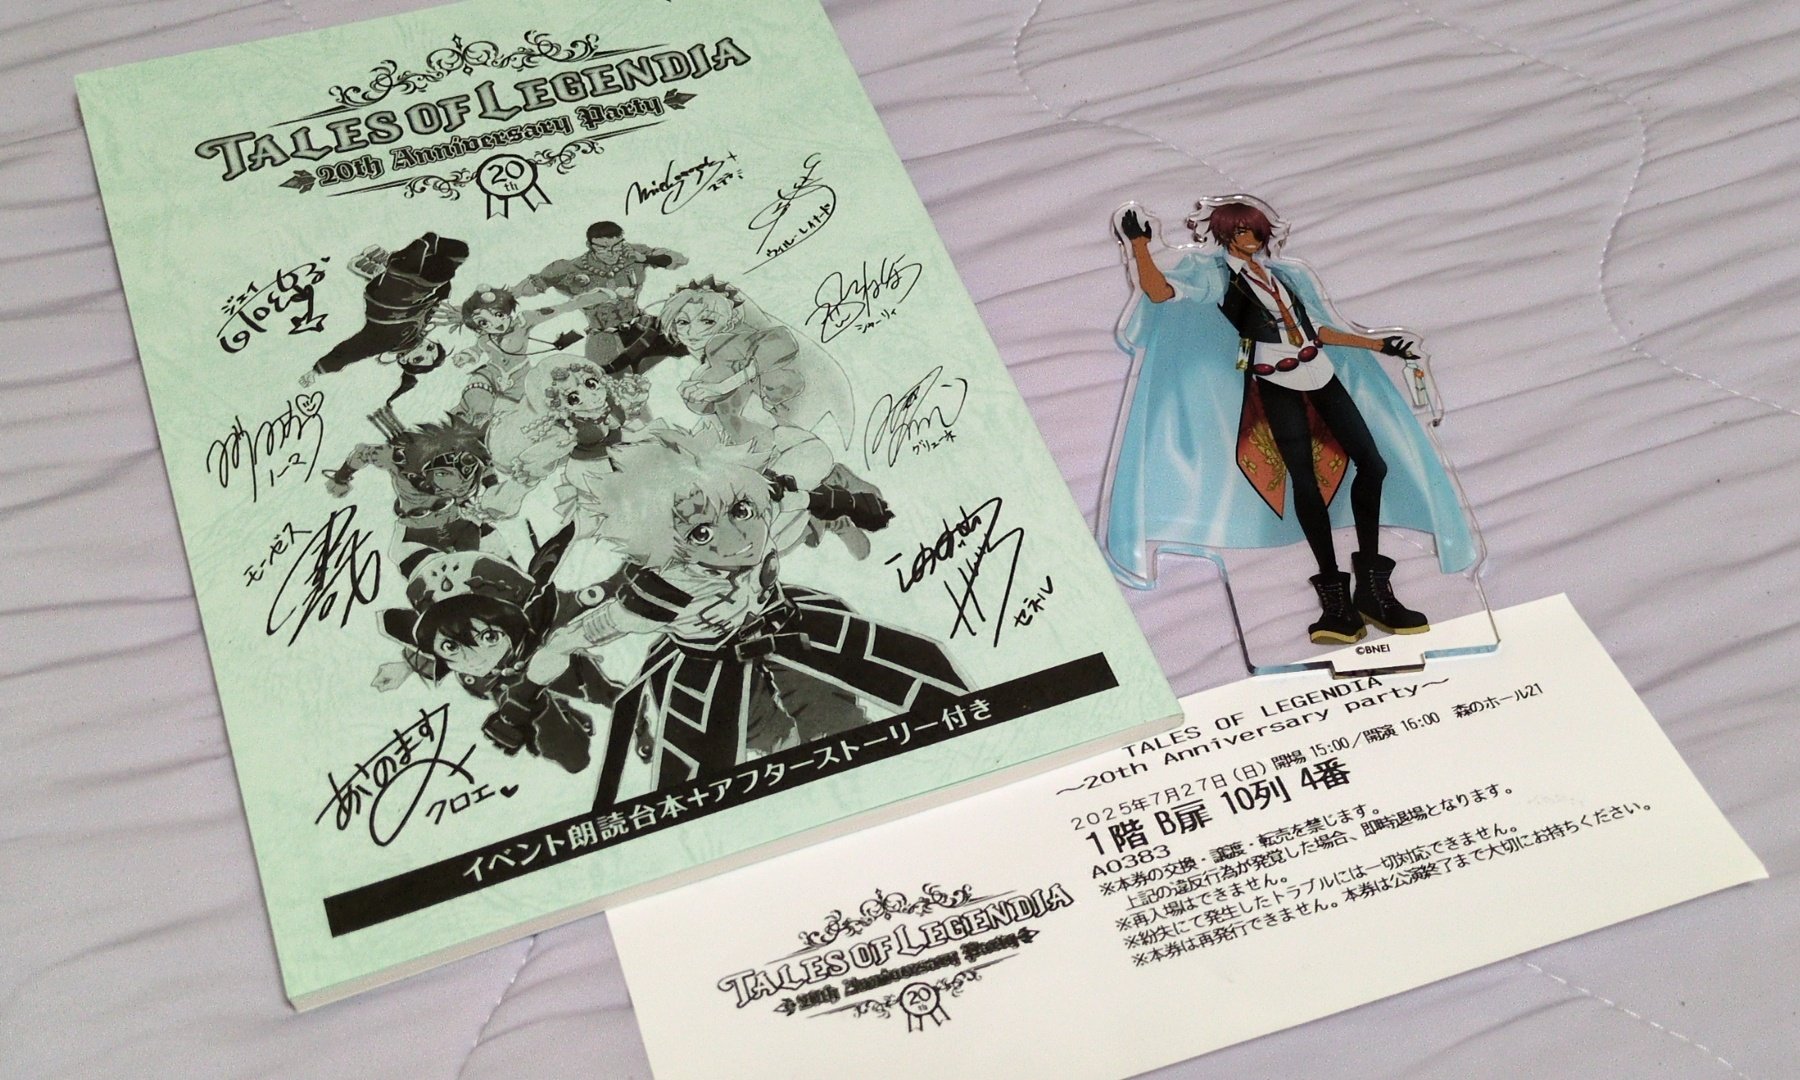 TALES OF LEGENDIA
20th Anniversary Party
20th
ジェイ
ウィル・レイナード
シャーリィ
グリューネ
ノーマ
モーゼス
セネル
クロエ
イベント朗読台本+アフターストーリー付き
©BNEI
TALES OF LEGENDIA
～20th Anniversary party～
2025年7月27日(日) 開場 15:00/開演 16:00 森のホール21
1階 B扉 10列 4番
A0383
※本券の交換・譲渡・転売を禁じます。
上記の違反行為が発覚した場合、即時退場となります。
※再入場はできません。
※紛失にて発生したトラブルには一切対応できません。
※本券は再発行できません。本券は公演終了まで大切にお持ちください。
TALES OF LEGENDIA
20th Anniversary Party
20th